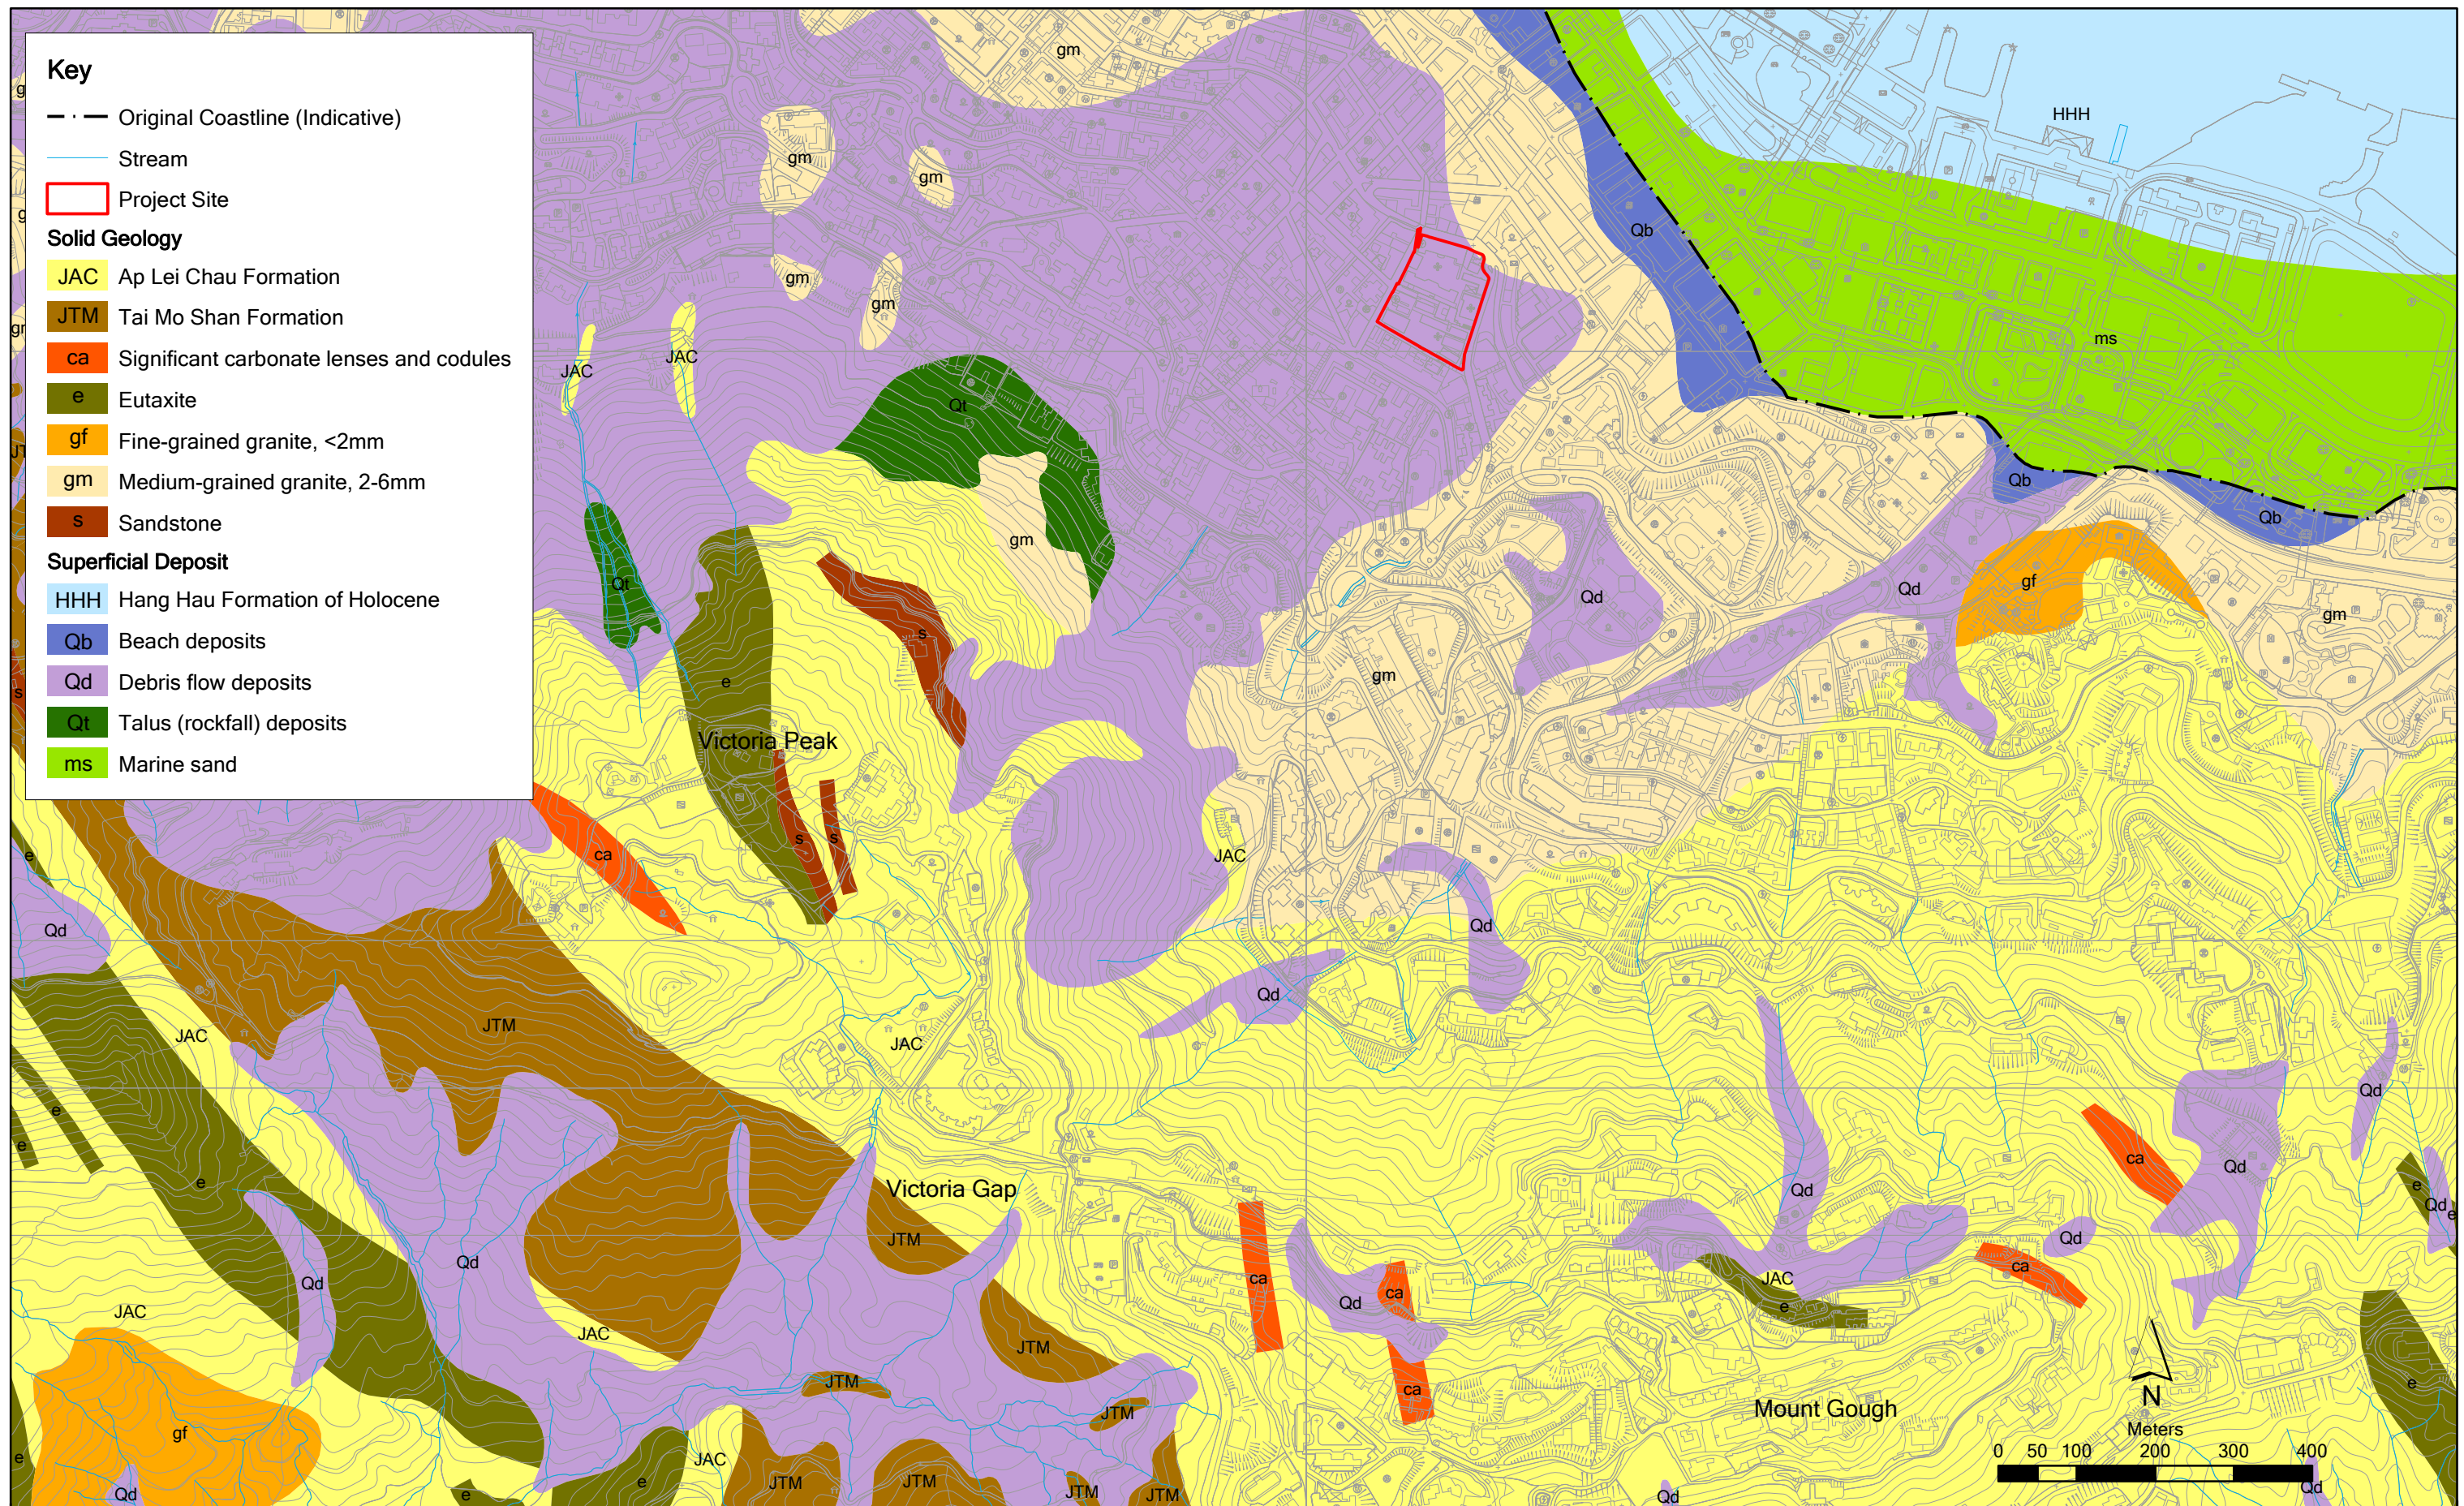 Key
Original Coastline (Indicative)
Stream
Project Site
Solid Geology
JAC Ap Lei Chau Formation
JTM Tai Mo Shan Formation
ca Significant carbonate lenses and codules
e Eutaxite
gf Fine-grained granite, <2mm
gm Medium-grained granite, 2-6mm
s Sandstone
Superficial Deposit
HHH Hang Hau Formation of Holocene
Qb Beach deposits
Qd Debris flow deposits
Qt Talus (rockfall) deposits
ms Marine sand
gm
HHH
gm
gm
Qb
gm
gm
ms
JAC
JAC
Qt
Qb
Qb
gm
Qt
Qd
Qd
gf
gm
s
gm
e
s
Victoria Peak
s
s
ca
JAC
e
Qd
Qd
Qd
JTM
JAC
JAC
Qd
e
e
ca
Qd
e
Qd
Victoria Gap
e
Qd
e
JTM
Qd
Qd
ca
Qd
ca
JAC
ca
Qd
e
JAC
JAC
JTM
JTM
ca
e
Mount Gough
N
JTM
gf
Meters
0 50 100 200 300 400
e
JAC
e
JTM
JTM
JTM
JTM
Qd
e
Qd
Qd